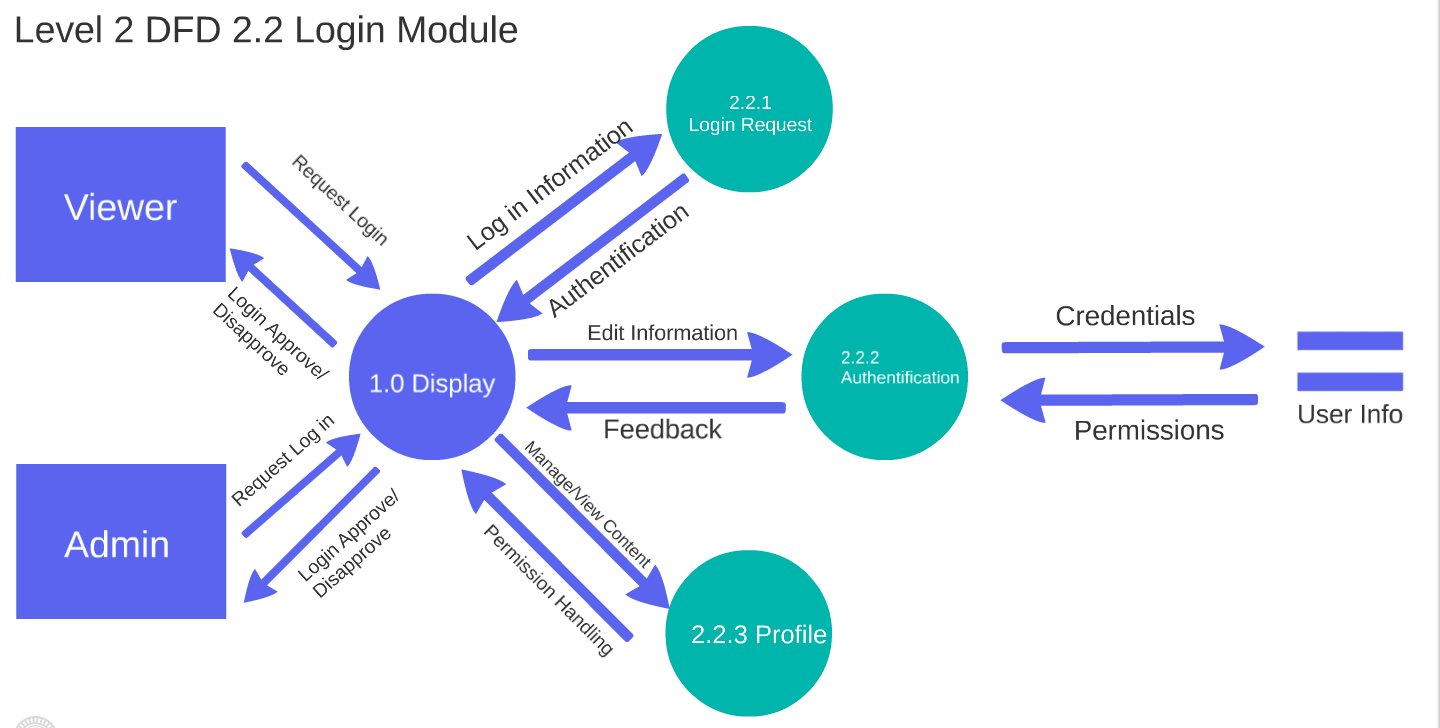 Level 2 DFD 2.2 Login Module
2.2.1
Login Request
Log in Information
Authentification
Viewer
Request Login
Login Approve/
Disapprove
1.0 Display
Edit Information
Feedback
2.2.2
Authentification
Credentials
Permissions
User Info
Request Log in
Admin
Login Approve/
Disapprove
Manage/View Content
Permission Handling
2.2.3 Profile